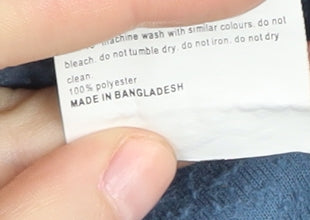 machine wash with similar colours. do not
bleach. do not tumble dry. do not iron. do not dry
clean.
100% polyester
MADE IN BANGLADESH